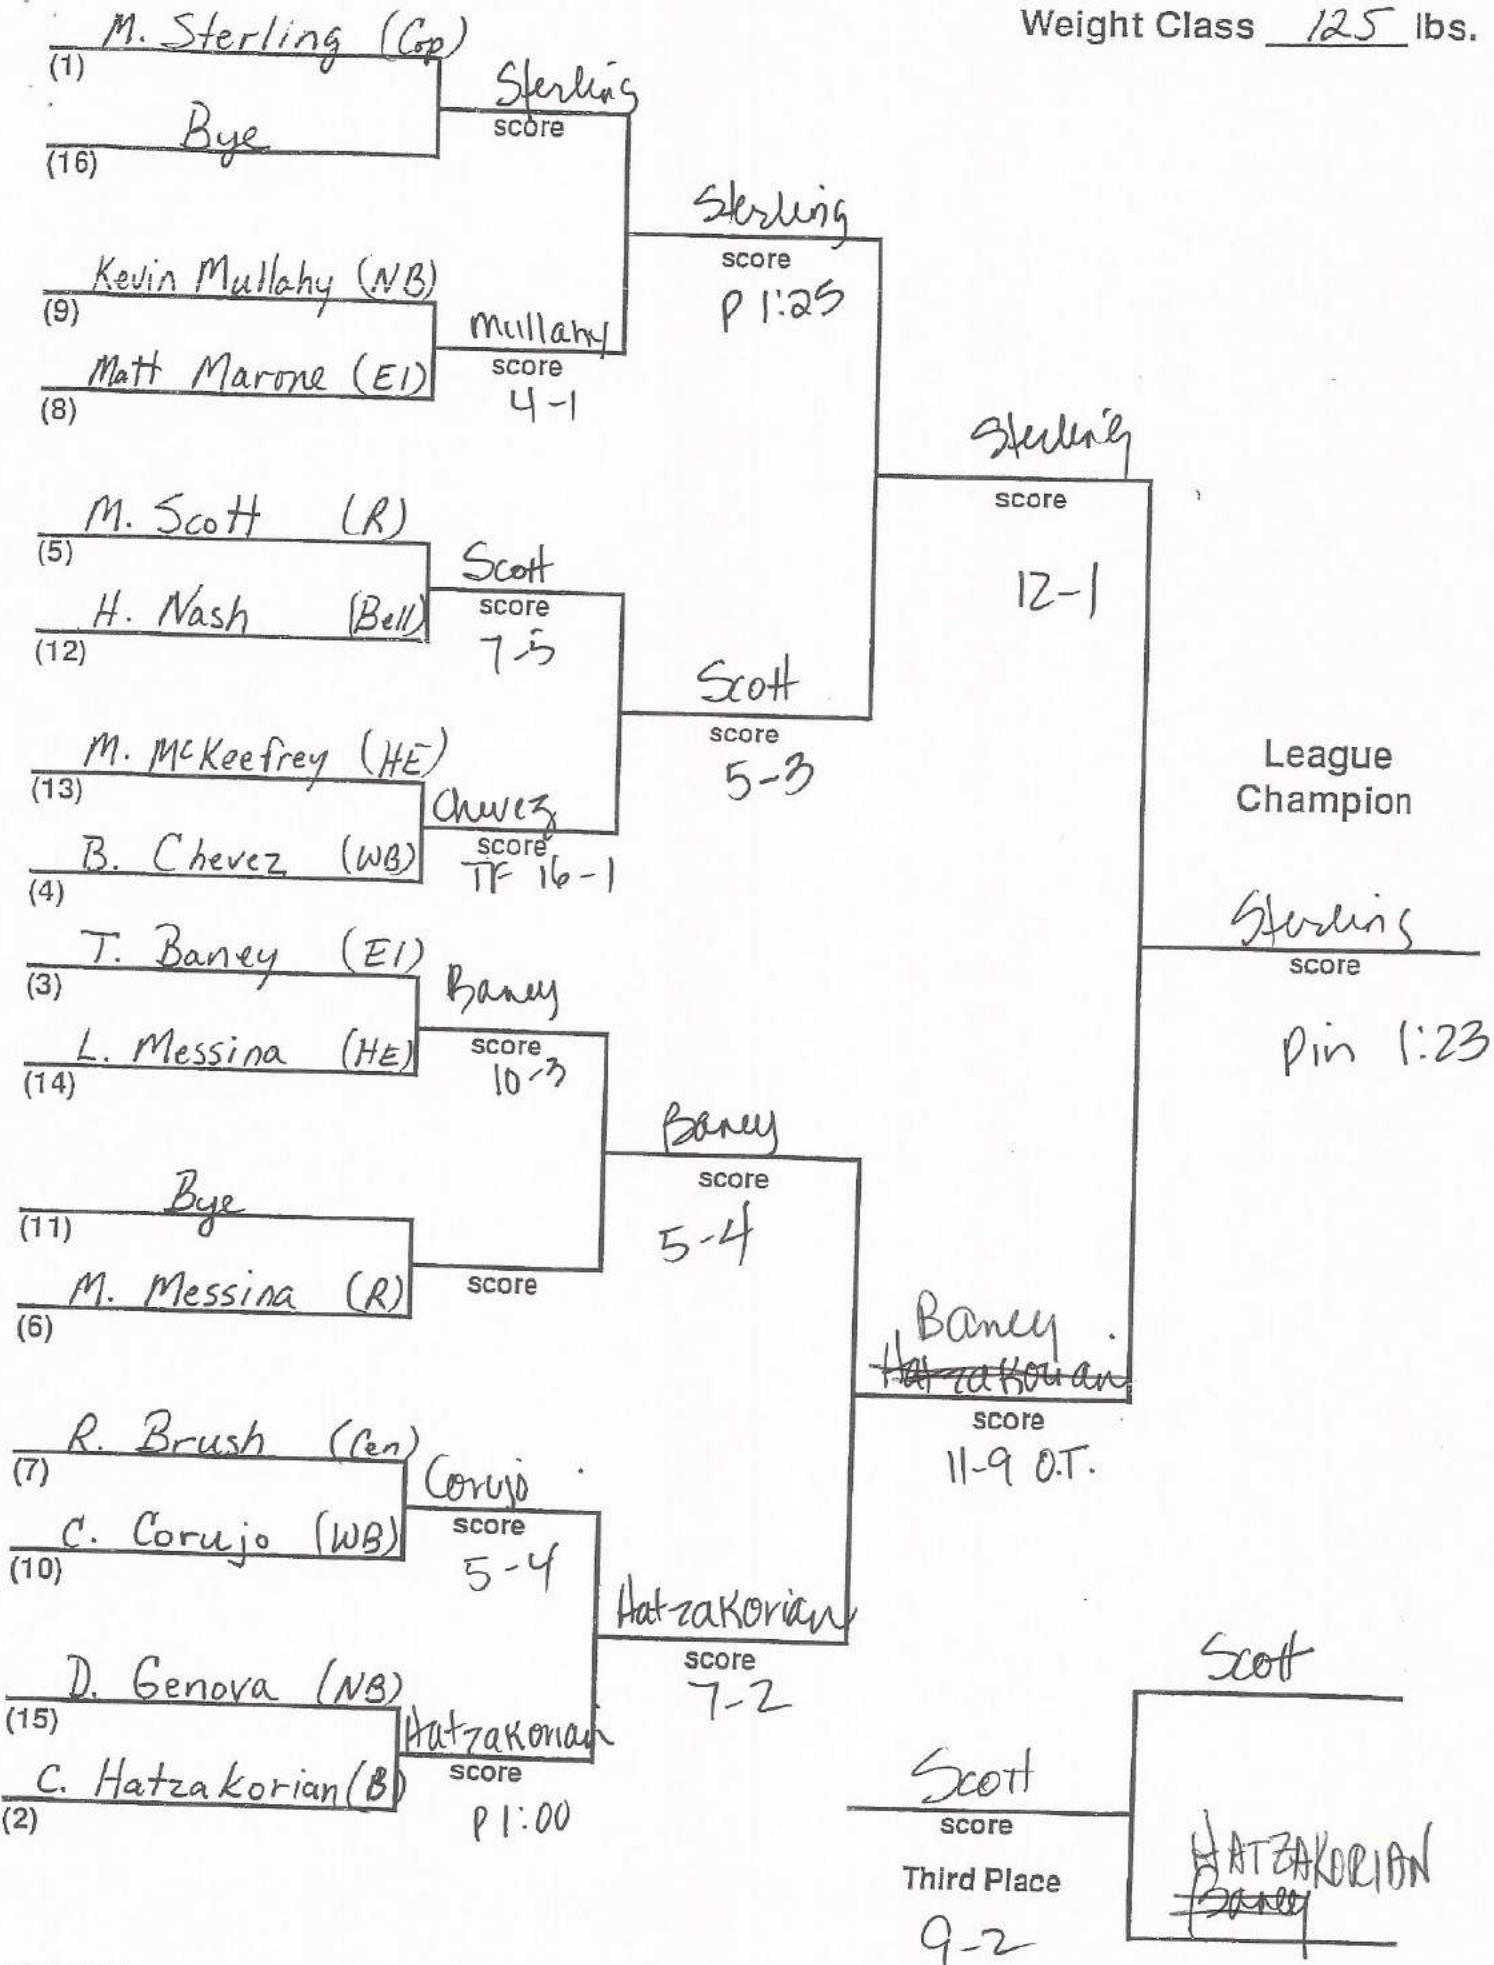 Weight Class 125 lbs.
M. Sterling (Cop)
(1)
Sterling
score
Bye
(16)
Sterling
score
P 1:25
Kevin Mullahy (NB)
(9)
Mullahy
score
4-1
Matt Marone (EI)
(8)
Sterling
score
12-1
M. Scott (R)
(5)
Scott
score
7-5
H. Nash (Bell)
(12)
Scott
score
5-3
M. McKeefrey (HE)
(13)
Chevez
score
TF 16-1
B. Chevez (WB)
(4)
League
Champion
Sterling
score
Pin 1:23
T. Baney (EI)
(3)
Baney
score
10-3
L. Messina (HE)
(14)
Baney
score
5-4
Bye
(11)
score
M. Messina (R)
(6)
Baney
Hatzakorian
score
11-9 O.T.
R. Brush (Cen)
(7)
Corujo
score
5-4
C. Corujo (WB)
(10)
Hatzakorian
score
7-2
D. Genova (NB)
(15)
Hatzakorian
score
P 1:00
C. Hatzakorian (B)
(2)
Scott
Scott
score
Third Place
9-2
HATZAKORIAN
Baney